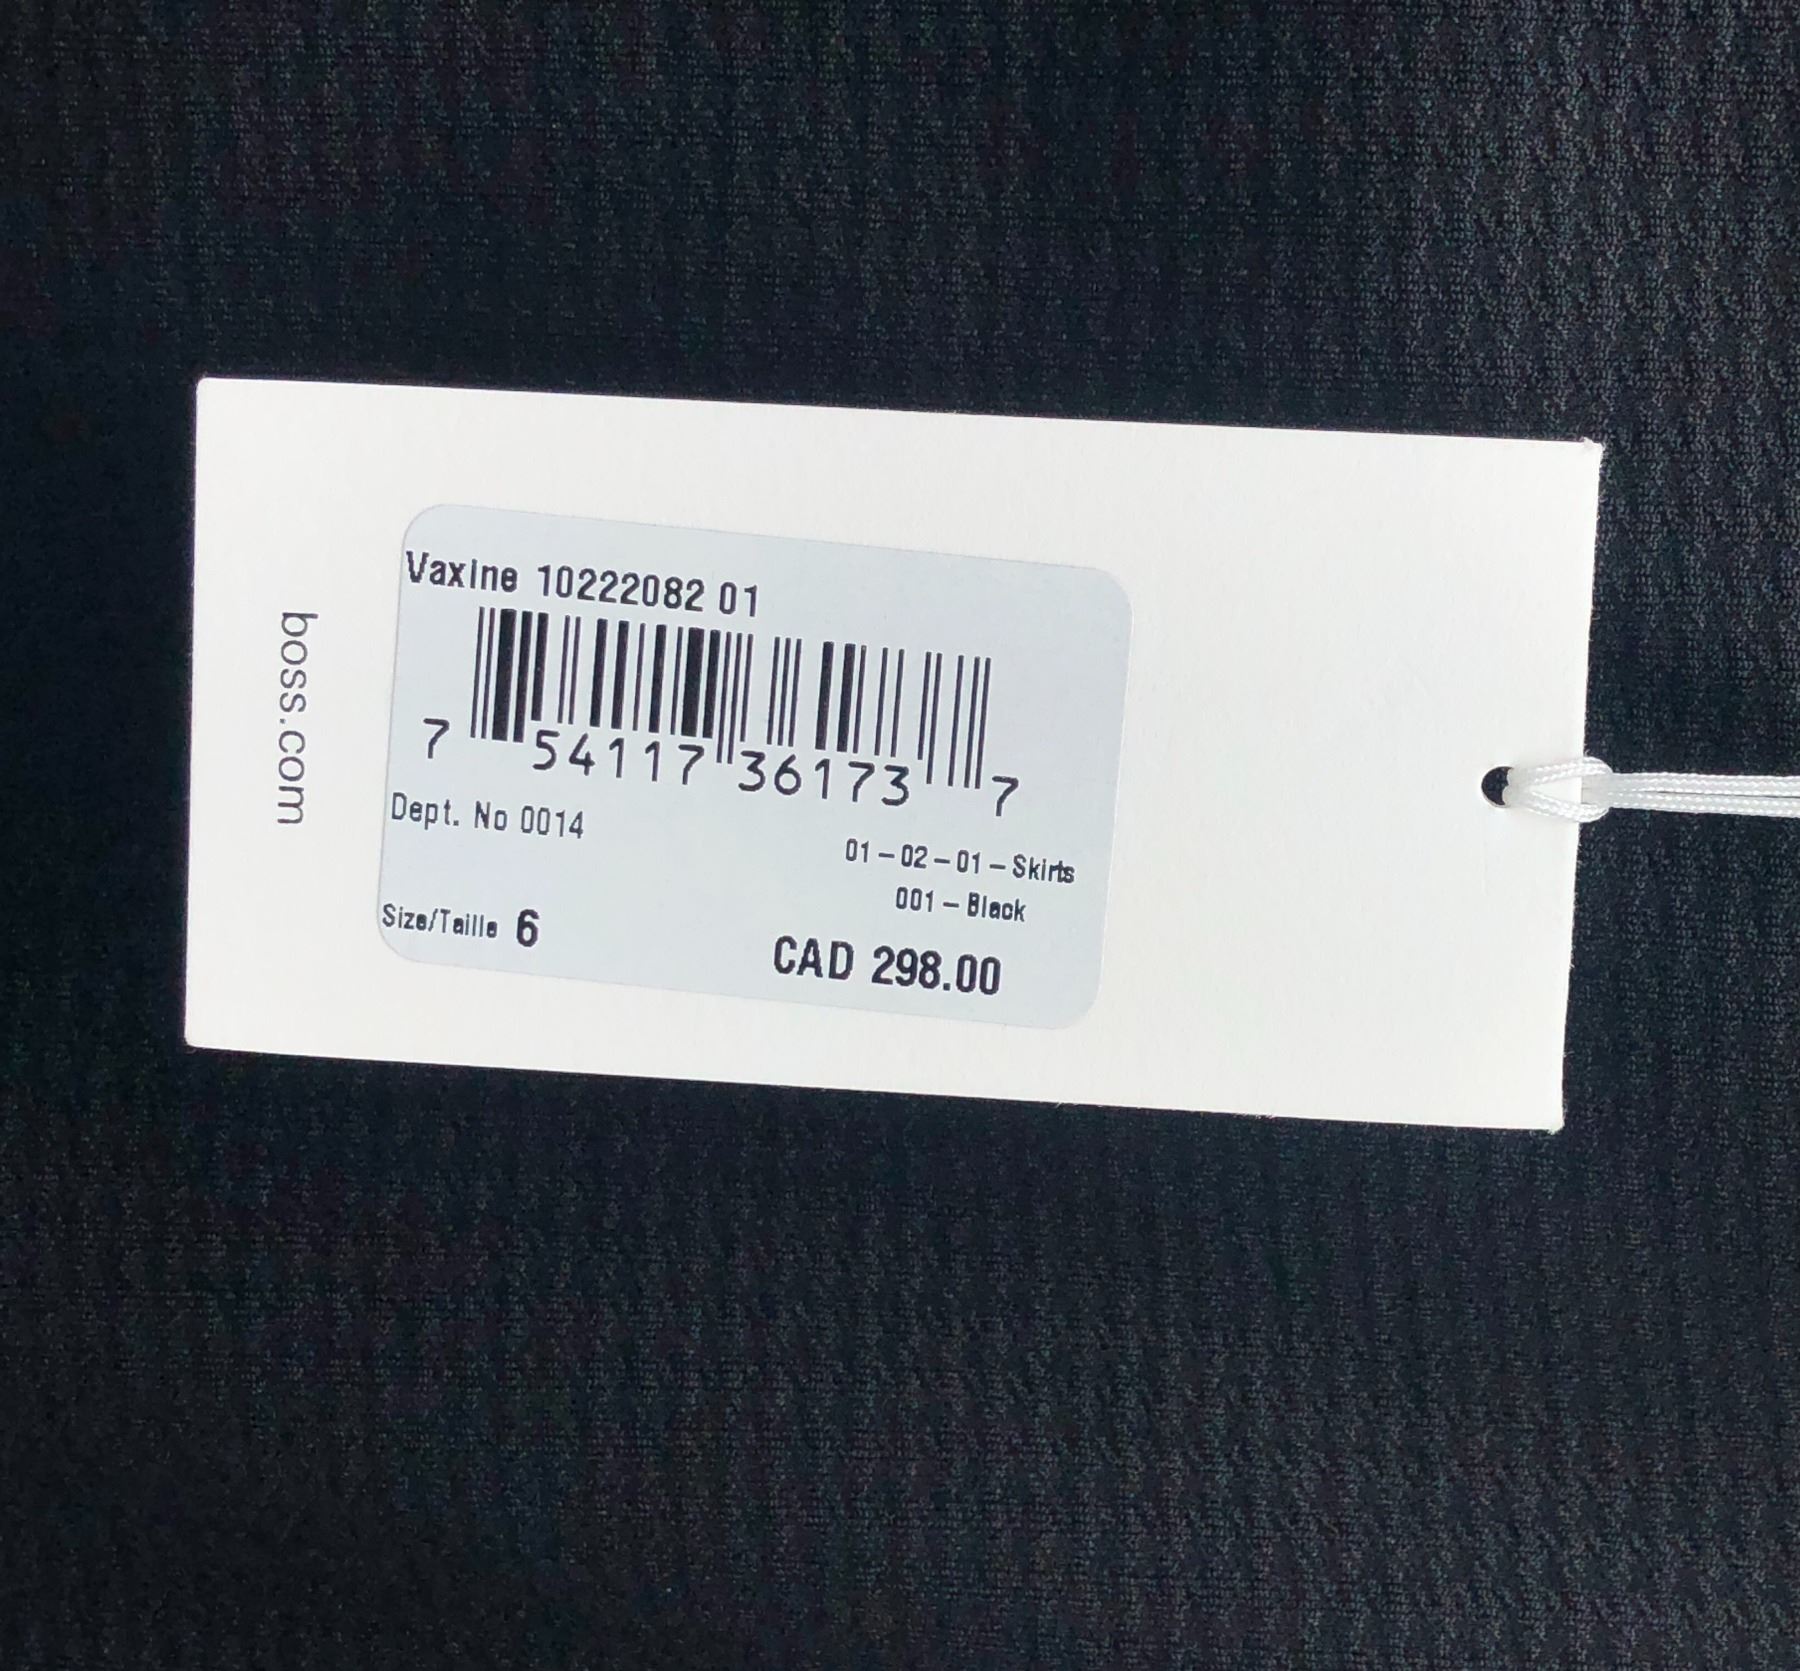 Vaxine 10222082 01
7 54117 36173 7
Dept. No 0014
01-02-01-Skirts
001-Black
Size/Taille 6
CAD 298.00
boss.com